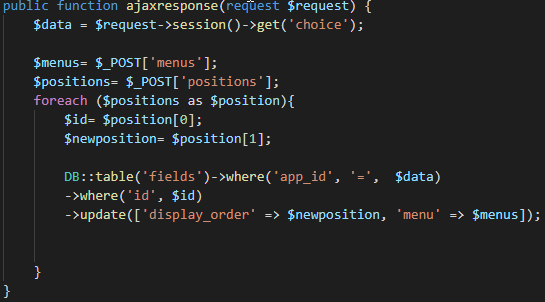 public function ajaxresponse(request $request) {
    $data = $request->session()->get('choice');
    $menus= $_POST['menus'];
    $positions= $_POST['positions'];
    foreach ($positions as $position){
        $id= $position[0];
        $newposition= $position[1];
        DB::table('fields')->where('app_id', '=',  $data)
        ->where('id', $id)
        ->update(['display_order' => $newposition, 'menu' => $menus]);
    }
}